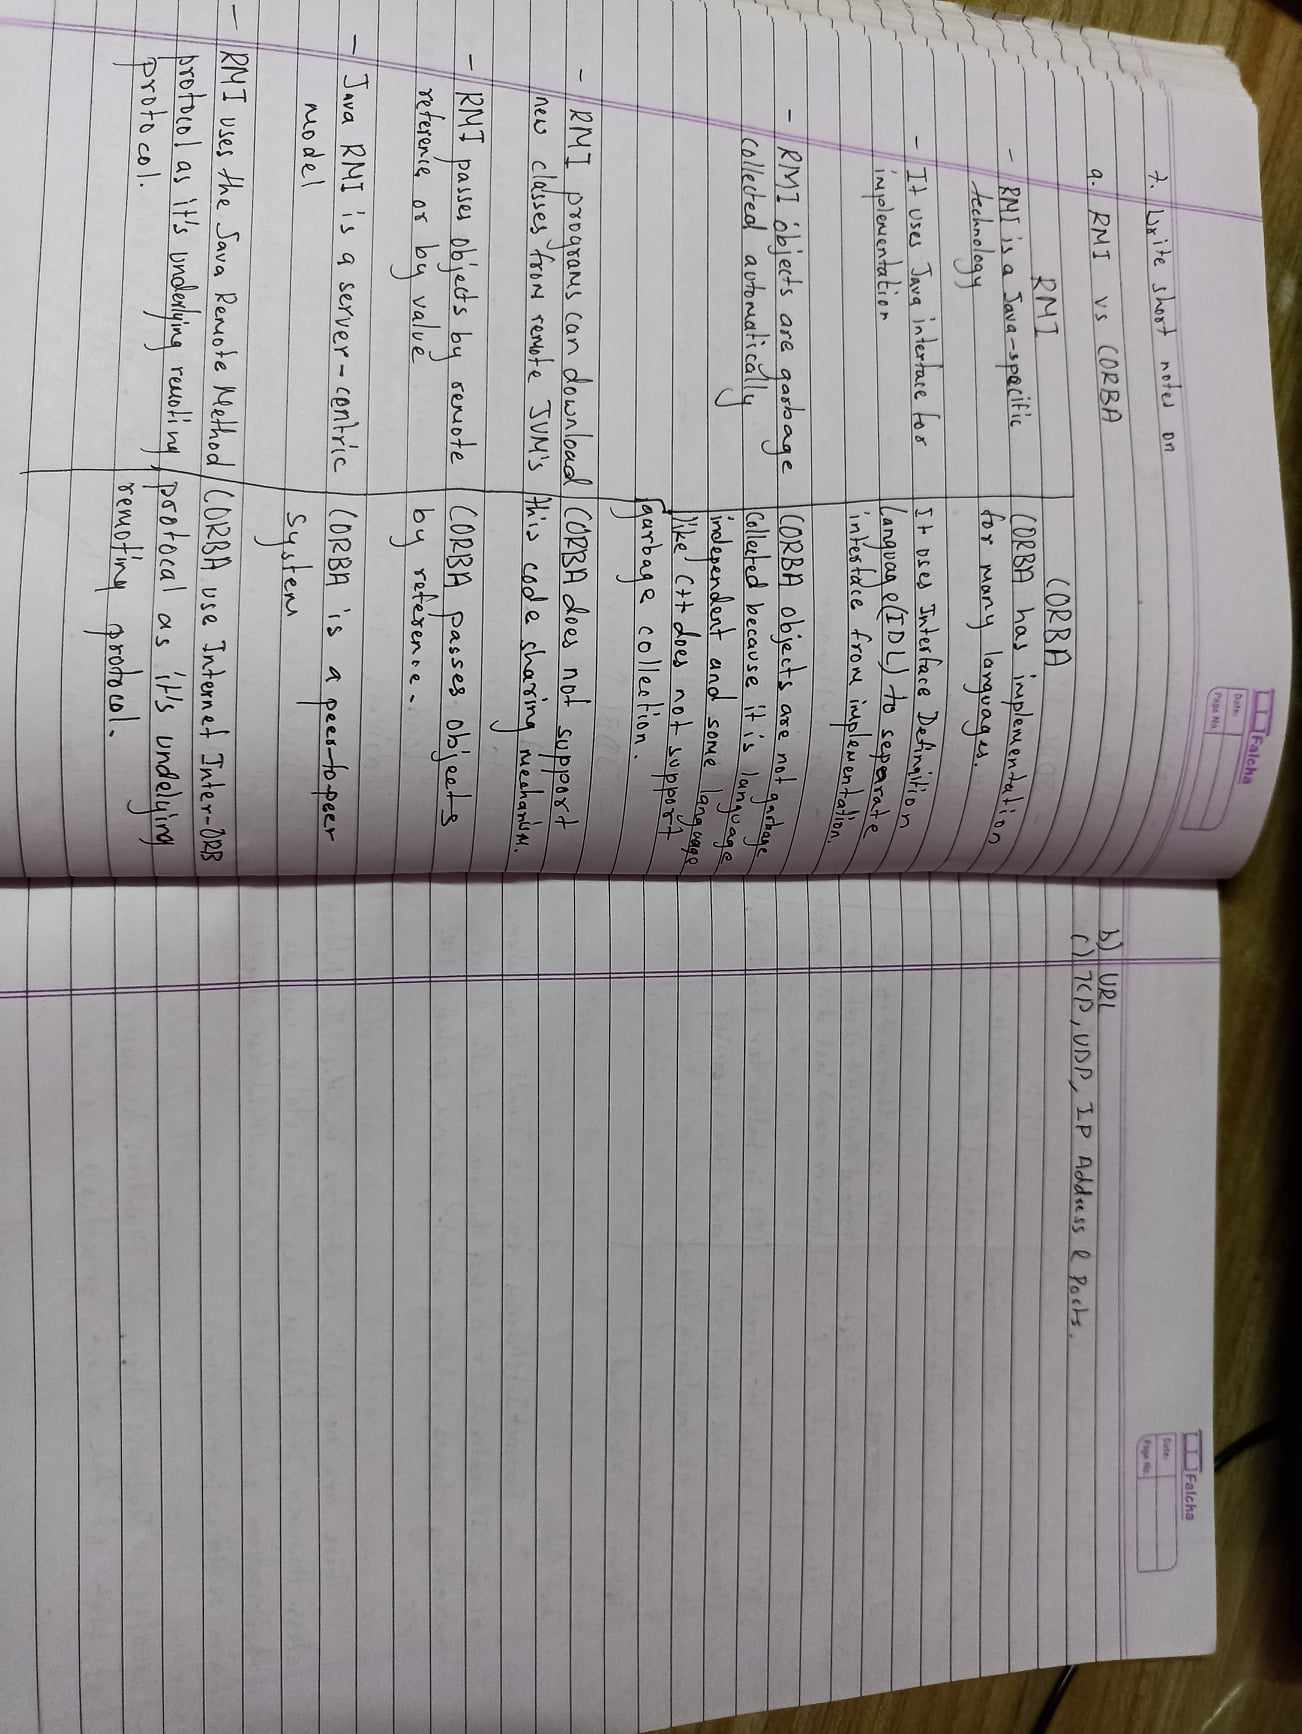 Falcha
Date:
Page No.
7. Write short notes on
a. RMI vs CORBA
RMI
- RMI is a Java-specific
technology
- It uses Java interface for
implementation
- RMI objects are garbage
collected automatically
- RMI programs can download
new classes from remote JVM's
- RMI passes objects by remote
reference or by value
- Java RMI is a server-centric
model
- RMI uses the Java Remote Method
protocol as it's underlying remoting
protocol.
CORBA
CORBA has implementation
for many languages.
It uses Interface Defingition
Language(IDL) to seperate
interface from implementation.
CORBA objects are not garbage
collected because it is language
independent and some language
like C++ does not support
garbage collection.
CORBA does not support
this code sharing mechanism.
CORBA passes objects
by reference.
CORBA is a peer-to-peer
system
CORBA use Internet Inter-ORB
protocal as it's undelying
remoting protocol.
Falcha
Date:
Page No.
b) URL
c) TCP, UDP, IP Address & Ports.